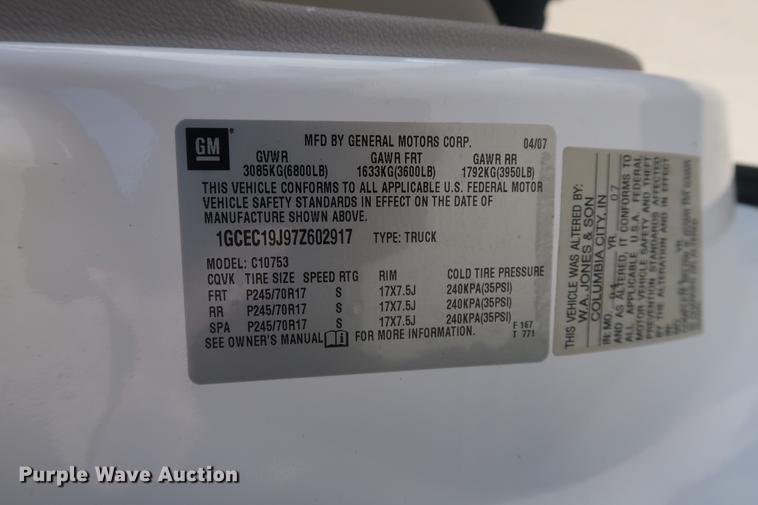 GM
MFD BY GENERAL MOTORS CORP. 04/07
GVWR GAWR FRT GAWR RR
3085KG(6800LB) 1633KG(3600LB) 1792KG(3950LB)
THIS VEHICLE CONFORMS TO ALL APPLICABLE U.S. FEDERAL MOTOR
VEHICLE SAFETY STANDARDS IN EFFECT ON THE DATE OF
MANUFACTURE SHOWN ABOVE.
1GCEC19J97Z602917 TYPE: TRUCK
MODEL: C10753
CQVK TIRE SIZE SPEED RTG RIM COLD TIRE PRESSURE
FRT P245/70R17 S 17X7.5J 240KPA(35PSI)
RR P245/70R17 S 17X7.5J 240KPA(35PSI)
SPA P245/70R17 S 17X7.5J 240KPA(35PSI)
SEE OWNER'S MANUAL FOR MORE INFORMATION.
F 167
T 771
THIS VEHICLE WAS ALTERED BY:
W.A. JONES & SON
COLUMBIA CITY, IN
IN MO. 04 YR. 07
AND AS ALTERED, IT CONFORMS TO
ALL APPLICABLE U.S.A. FEDERAL
MOTOR VEHICLE SAFETY AND THEFT
PREVENTION STANDARDS AFFECTED
BY THE ALTERATION AND IN EFFECT
IN:
Purple Wave Auction